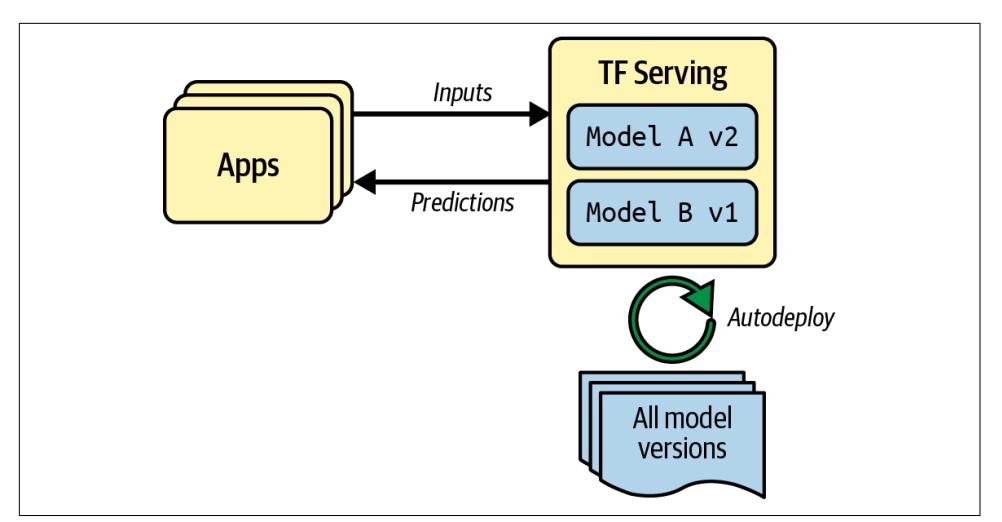 Inputs
TF Serving
Model A v2
Apps
Predictions
Model B v1
Autodeploy
All model
versions